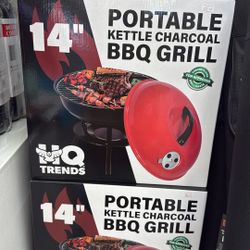 14"
PORTABLE
KETTLE CHARCOAL
BBQ GRILL
HQ
TRENDS
14"
PORTABLE
KETTLE CHARCOAL
BBQ GRILL